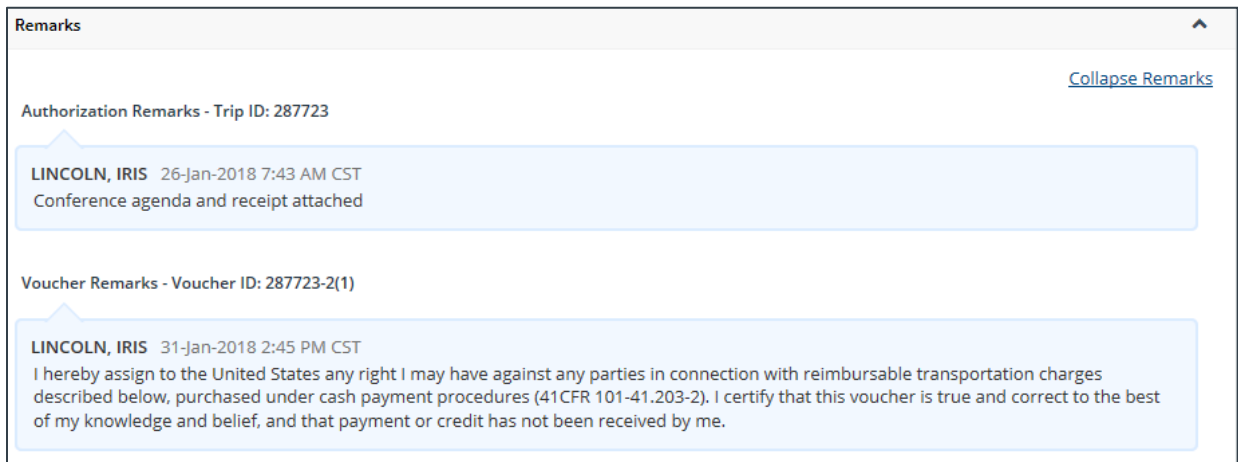 Remarks
Collapse Remarks
Authorization Remarks - Trip ID: 287723
LINCOLN, IRIS 26-Jan-2018 7:43 AM CST
Conference agenda and receipt attached
Voucher Remarks - Voucher ID: 287723-2(1)
LINCOLN, IRIS 31-Jan-2018 2:45 PM CST
I hereby assign to the United States any right I may have against any parties in connection with reimbursable transportation charges
described below, purchased under cash payment procedures (41CFR 101-41.203-2). I certify that this voucher is true and correct to the best
of my knowledge and belief, and that payment or credit has not been received by me.